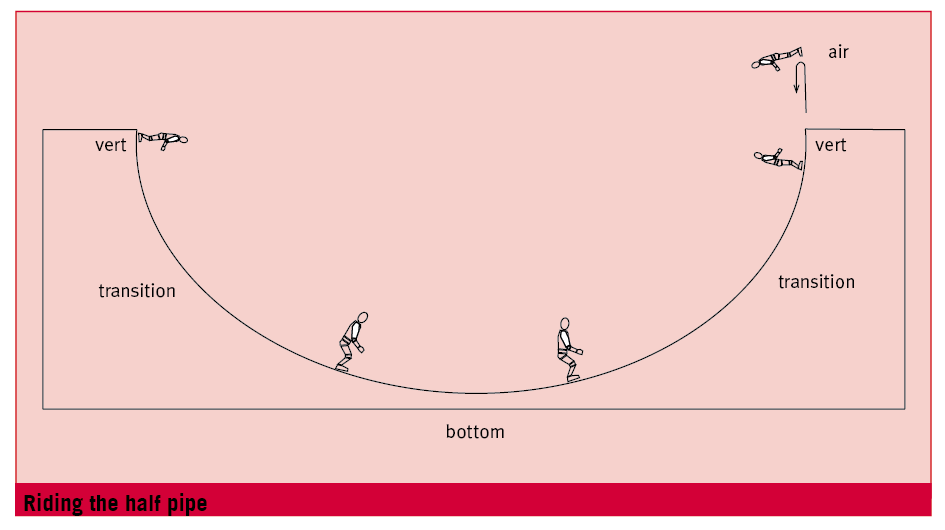 air
vert
vert
transition
transition
bottom
Riding the half pipe